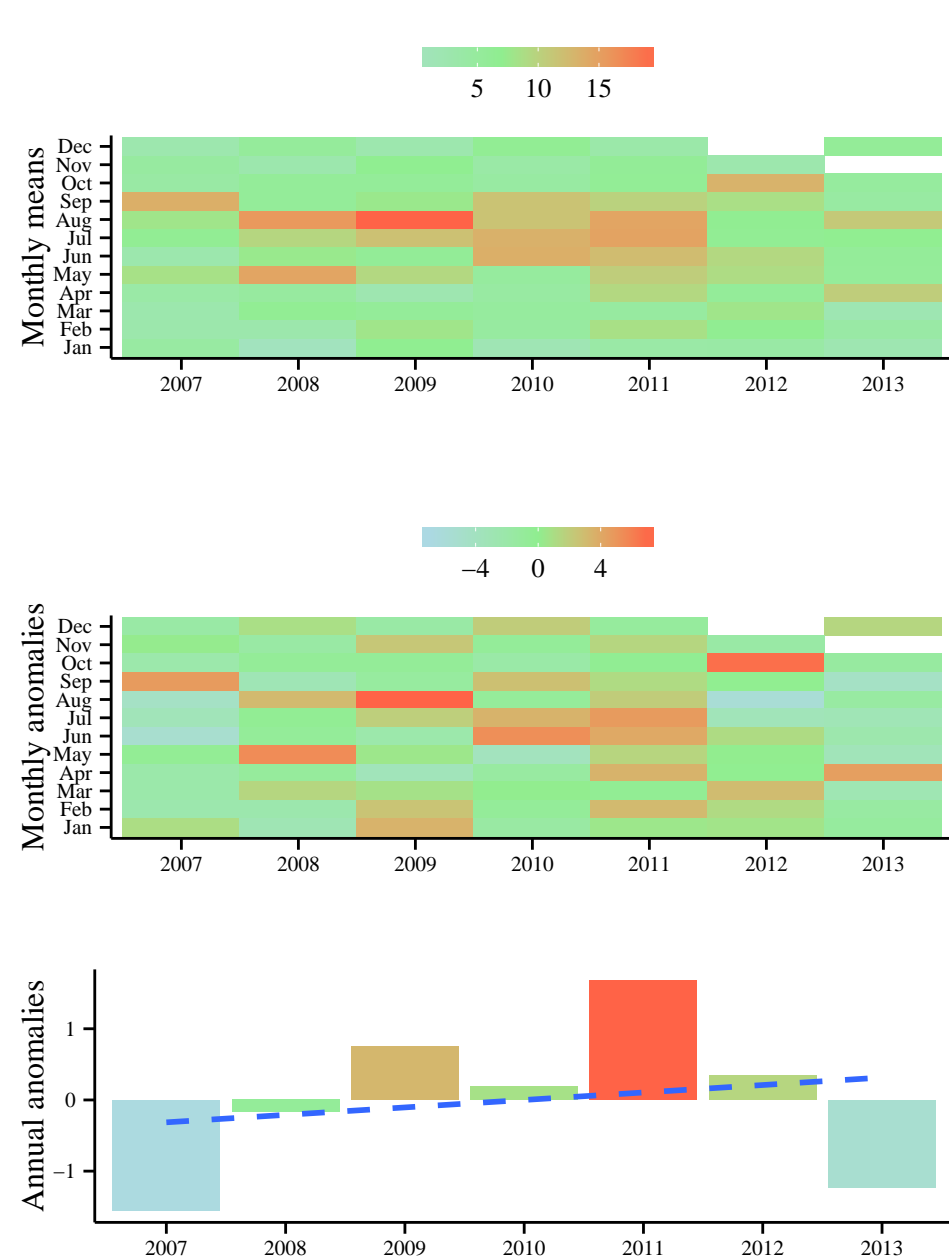 5 10 15
Monthly means
Dec
Nov
Oct
Sep
Aug
Jul
Jun
May
Apr
Mar
Feb
Jan
2007 2008 2009 2010 2011 2012 2013
−4 0 4
Monthly anomalies
Dec
Nov
Oct
Sep
Aug
Jul
Jun
May
Apr
Mar
Feb
Jan
2007 2008 2009 2010 2011 2012 2013
Annual anomalies
1
0
−1
2007 2008 2009 2010 2011 2012 2013